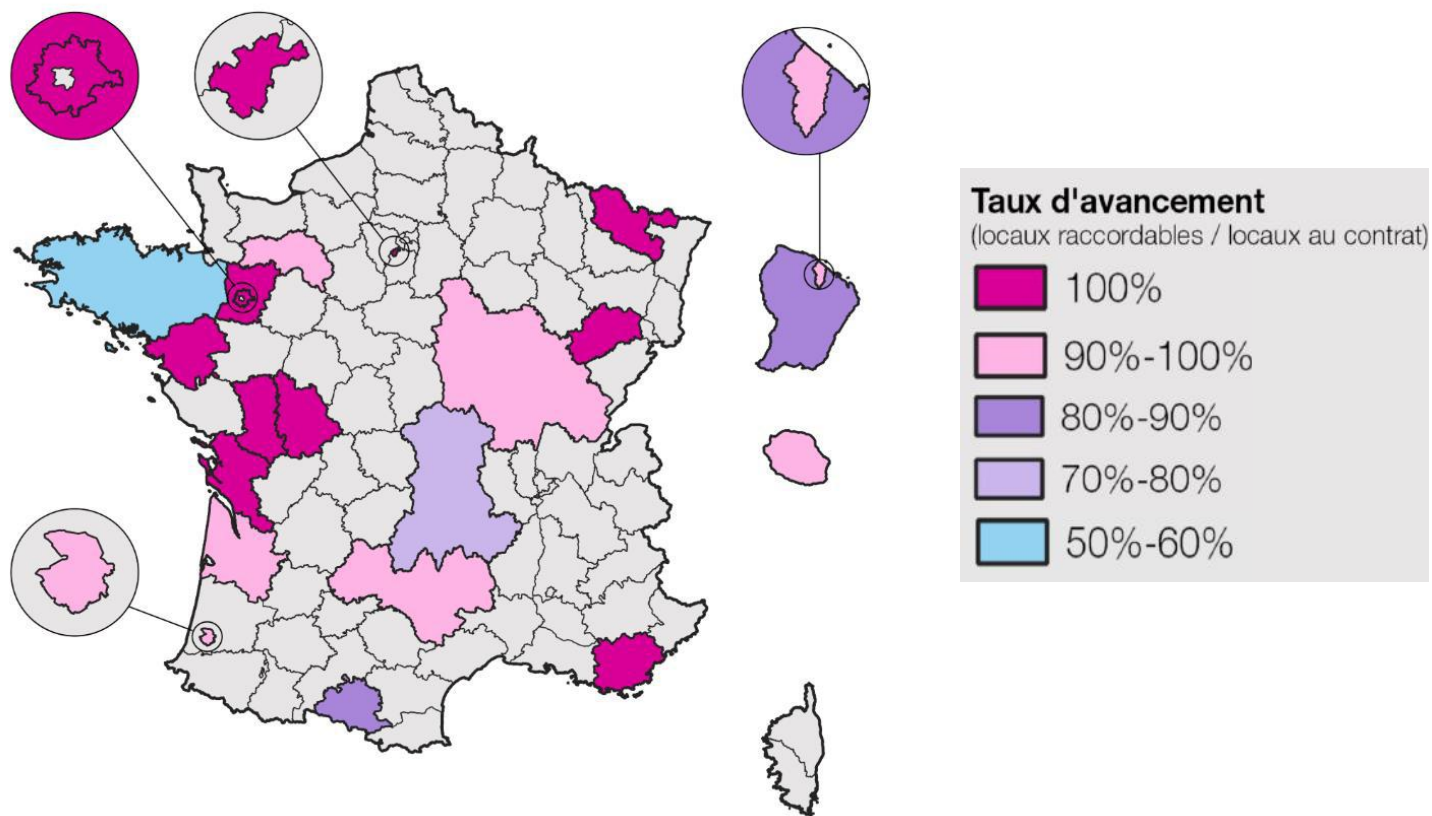 Taux d'avancement
(locaux raccordables / locaux au contrat)
100%
90%-100%
80%-90%
70%-80%
50%-60%